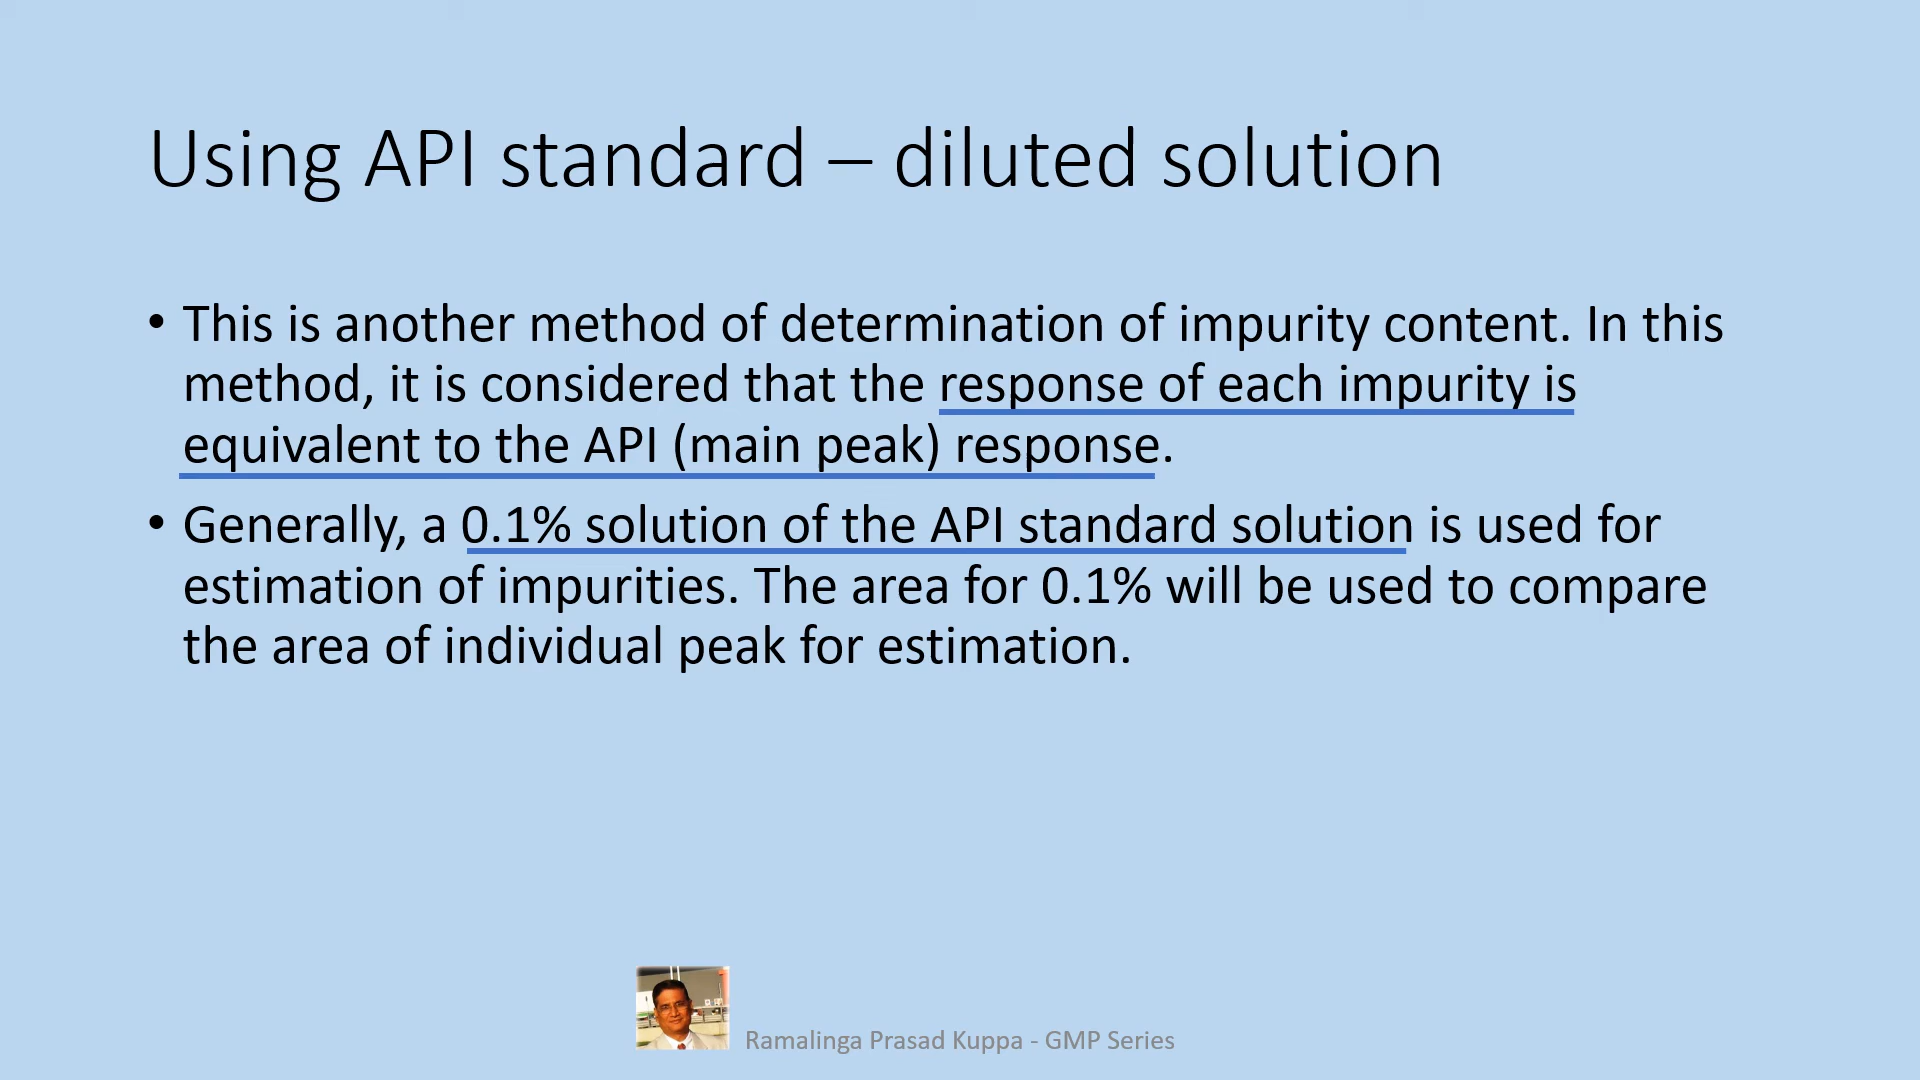 Using API standard – diluted solution
• This is another method of determination of impurity content. In this
method, it is considered that the response of each impurity is
equivalent to the API (main peak) response.
• Generally, a 0.1% solution of the API standard solution is used for
estimation of impurities. The area for 0.1% will be used to compare
the area of individual peak for estimation.
Ramalinga Prasad Kuppa - GMP Series